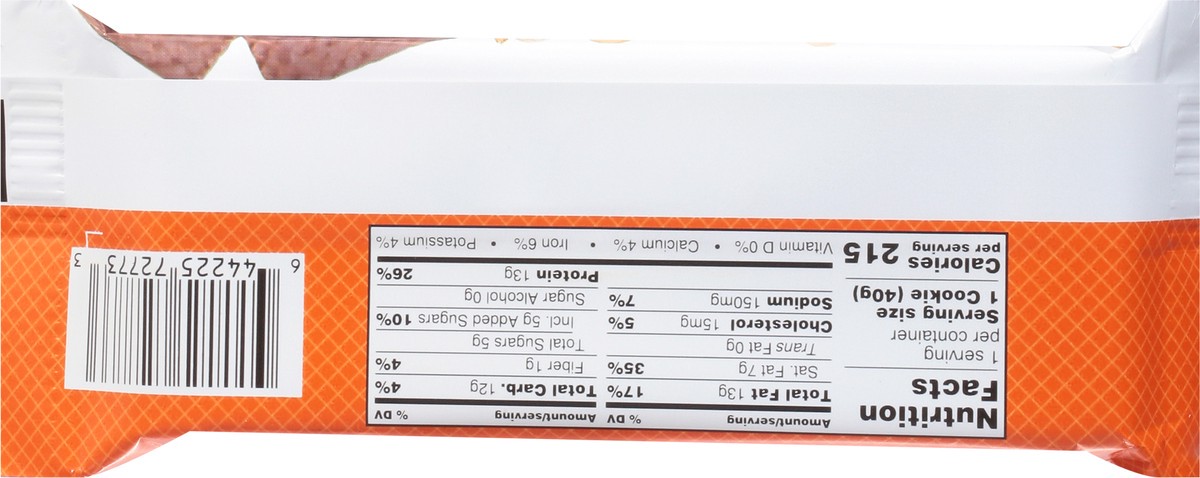 Nutrition
Facts
1 serving
per container
Serving size
1 Cookie (40g)
Calories 215
per serving
Amount/serving % DV
Total Fat 13g 17%
Sat. Fat 7g 35%
Trans Fat 0g
Cholesterol 15mg 5%
Sodium 150mg 7%
Amount/serving % DV
Total Carb. 12g 4%
Fiber 1g 4%
Total Sugars 5g
Incl. 5g Added Sugars 10%
Sugar Alcohol 0g
Protein 13g 26%
Vitamin D 0% • Calcium 4% • Iron 6% • Potassium 4%
6 44225 72773 3